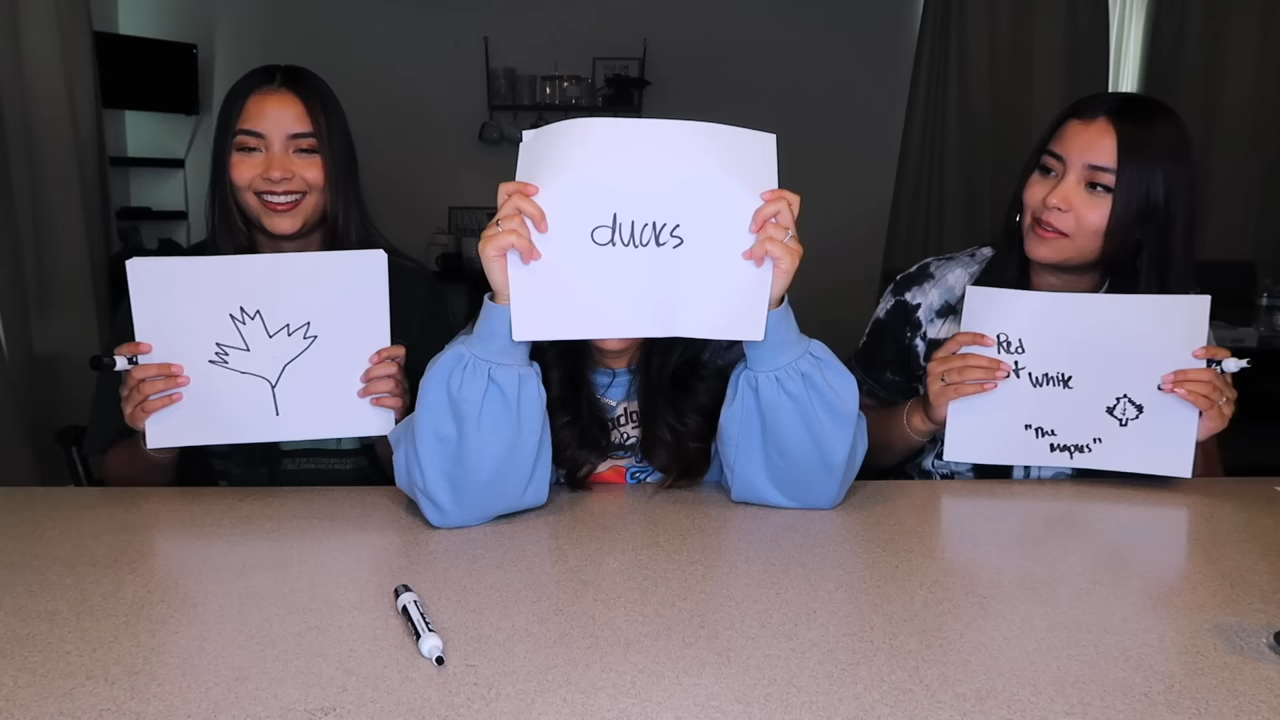 ducks
Red
+ White
"The
Maples"